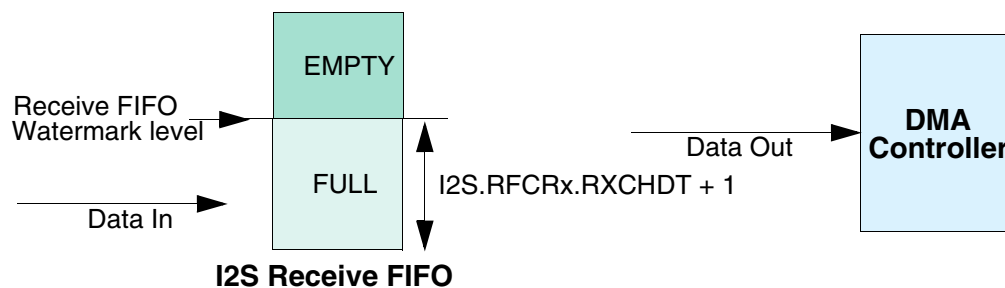 EMPTY
Receive FIFO
Watermark level
DMA
Controller
Data Out
FULL
I2S.RFCRx.RXCHDT + 1
Data In
I2S Receive FIFO